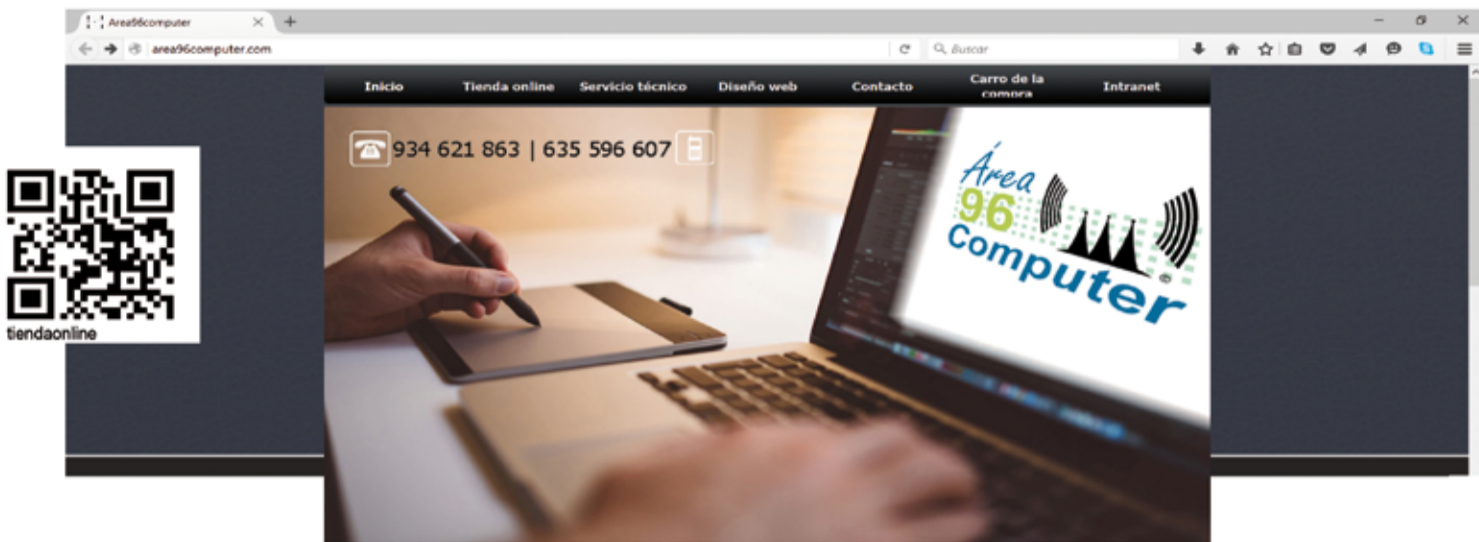 Area96computer
area96computer.com
Buscar
Inicio
Tienda online
Servicio técnico
Diseño web
Contacto
Carro de la
compra
Intranet
934 621 863 | 635 596 607
Área
96
Computer
®
tiendaonline